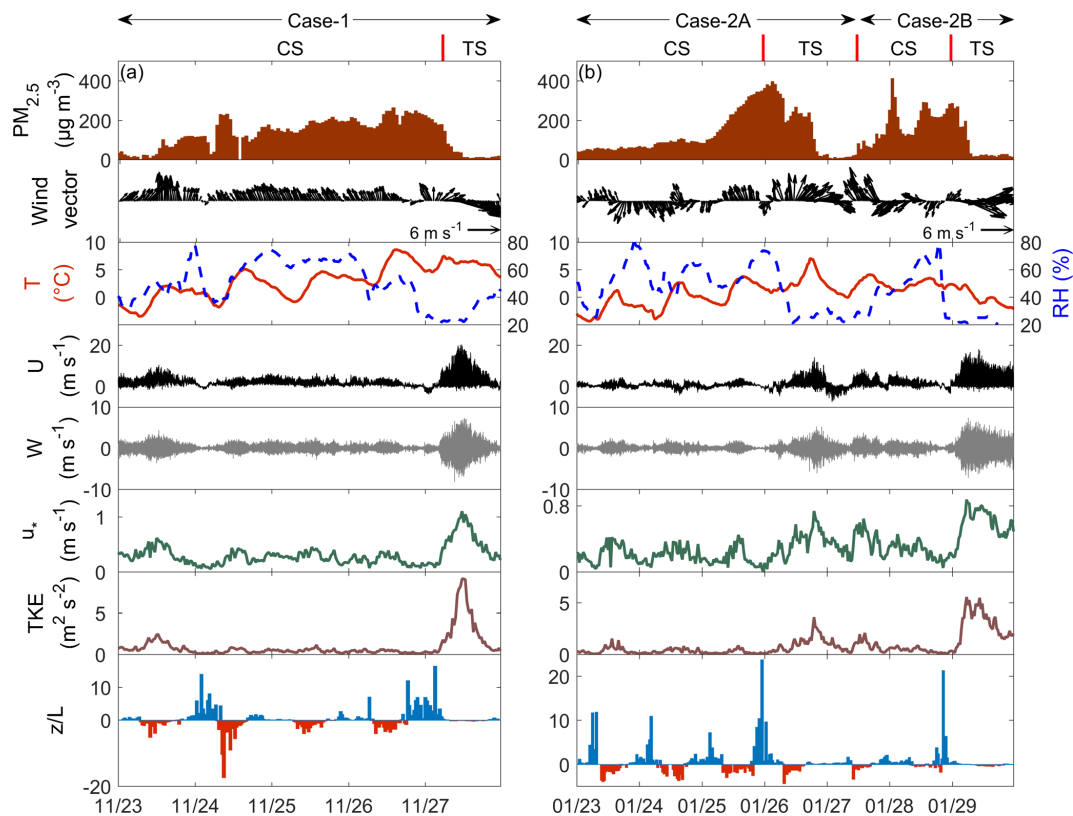 Case-1
Case-2A
Case-2B
CS
TS
CS
TS
CS
TS
(a)
(b)
PM2.5
(µg m-3)
400
200
0
400
200
0
Wind
vector
6 m s-1
6 m s-1
T
(°C)
10
5
0
80
60
40
20
10
5
0
80
60
40
20
RH (%)
U
(m s-1)
20
10
0
20
10
0
W
(m s-1)
10
0
-10
10
0
-10
u*
(m s-1)
1
0
0.8
0
TKE
(m2 s-2)
5
0
5
0
z/L
10
0
-20
20
10
0
11/23
11/24
11/25
11/26
11/27
01/23
01/24
01/25
01/26
01/27
01/28
01/29